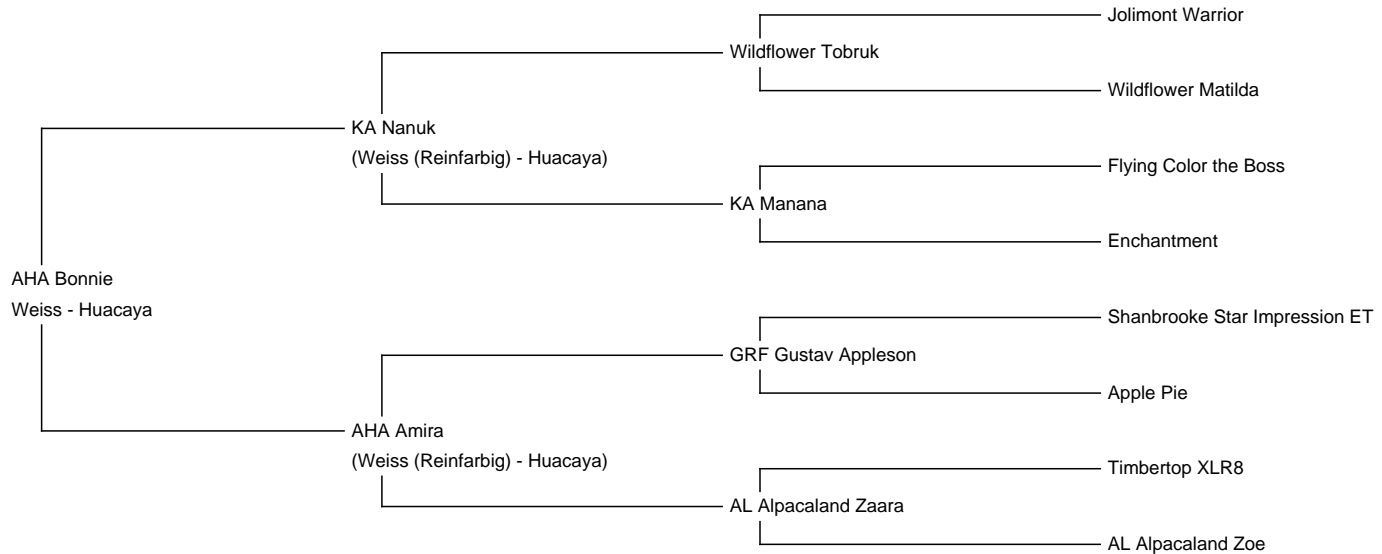 Jolimont Warrior
Wildflower Tobruk
Wildflower Matilda
KA Nanuk
(Weiss (Reinfarbig) - Huacaya)
Flying Color the Boss
KA Manana
Enchantment
AHA Bonnie
Weiss - Huacaya
Shanbrooke Star Impression ET
GRF Gustav Appleson
Apple Pie
AHA Amira
(Weiss (Reinfarbig) - Huacaya)
Timbertop XLR8
AL Alpacaland Zaara
AL Alpacaland Zoe